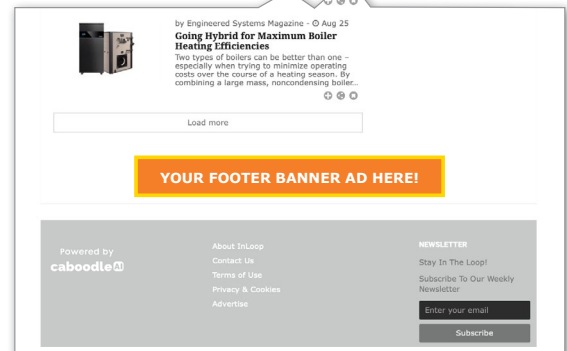 by Engineered Systems Magazine - Aug 25
Going Hybrid for Maximum Boiler
Heating Efficiencies
Two types of boilers can be better than one –
especially when trying to minimize operating
costs over the course of a heating season. By
combining a large mass, noncondensing boiler...
Load more
YOUR FOOTER BANNER AD HERE!
Powered by
caboodle AI
About InLoop
Contact Us
Terms of Use
Privacy & Cookies
Advertise
NEWSLETTER
Stay In The Loop!
Subscribe To Our Weekly
Newsletter
Enter your email
Subscribe